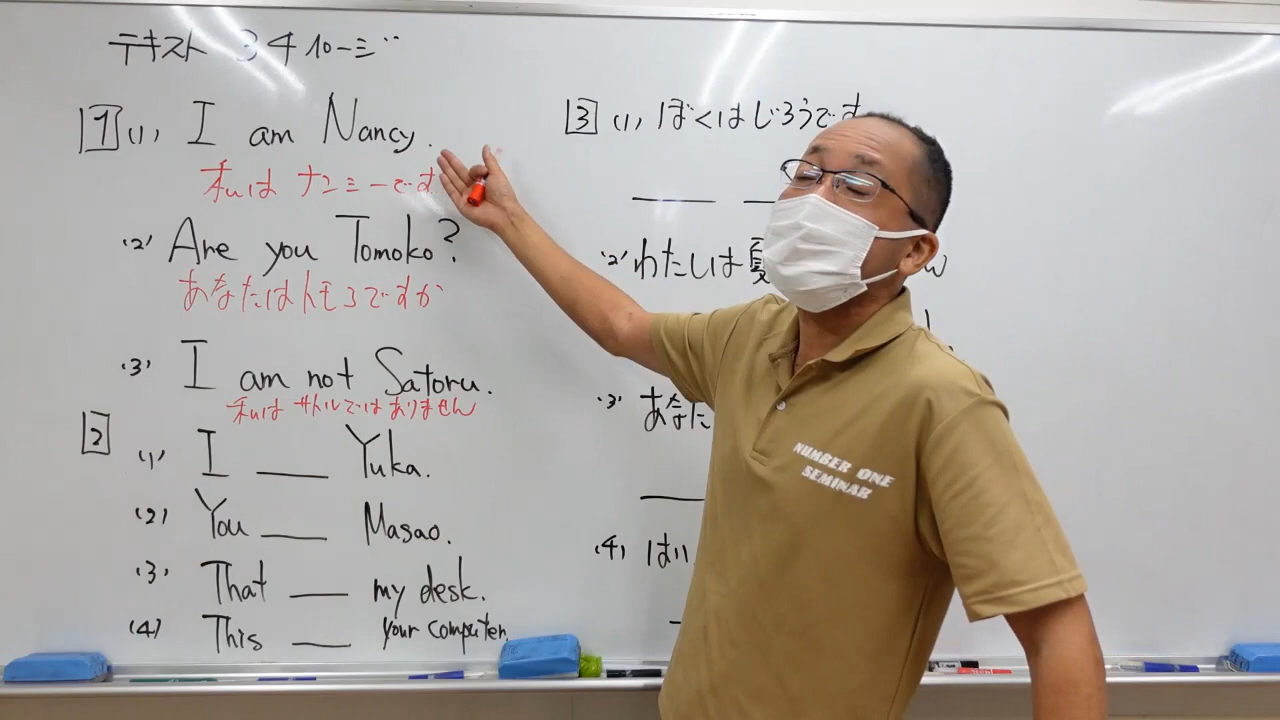 テキスト 34ページ
1 (1) I am Nancy.
私は ナンシーです
(2) Are you Tomoko?
あなたはトモコですか
(3) I am not Satoru.
私は サトルではありません
2
(1) I ___ Yuka.
(2) You ___ Masao.
(3) That ___ my desk.
(4) This ___ your computer.
3 (1) ぼくはじろうです
(2) わたしは夏
(3) あなた
(4) はい
NUMBER ONE
SEMINAR